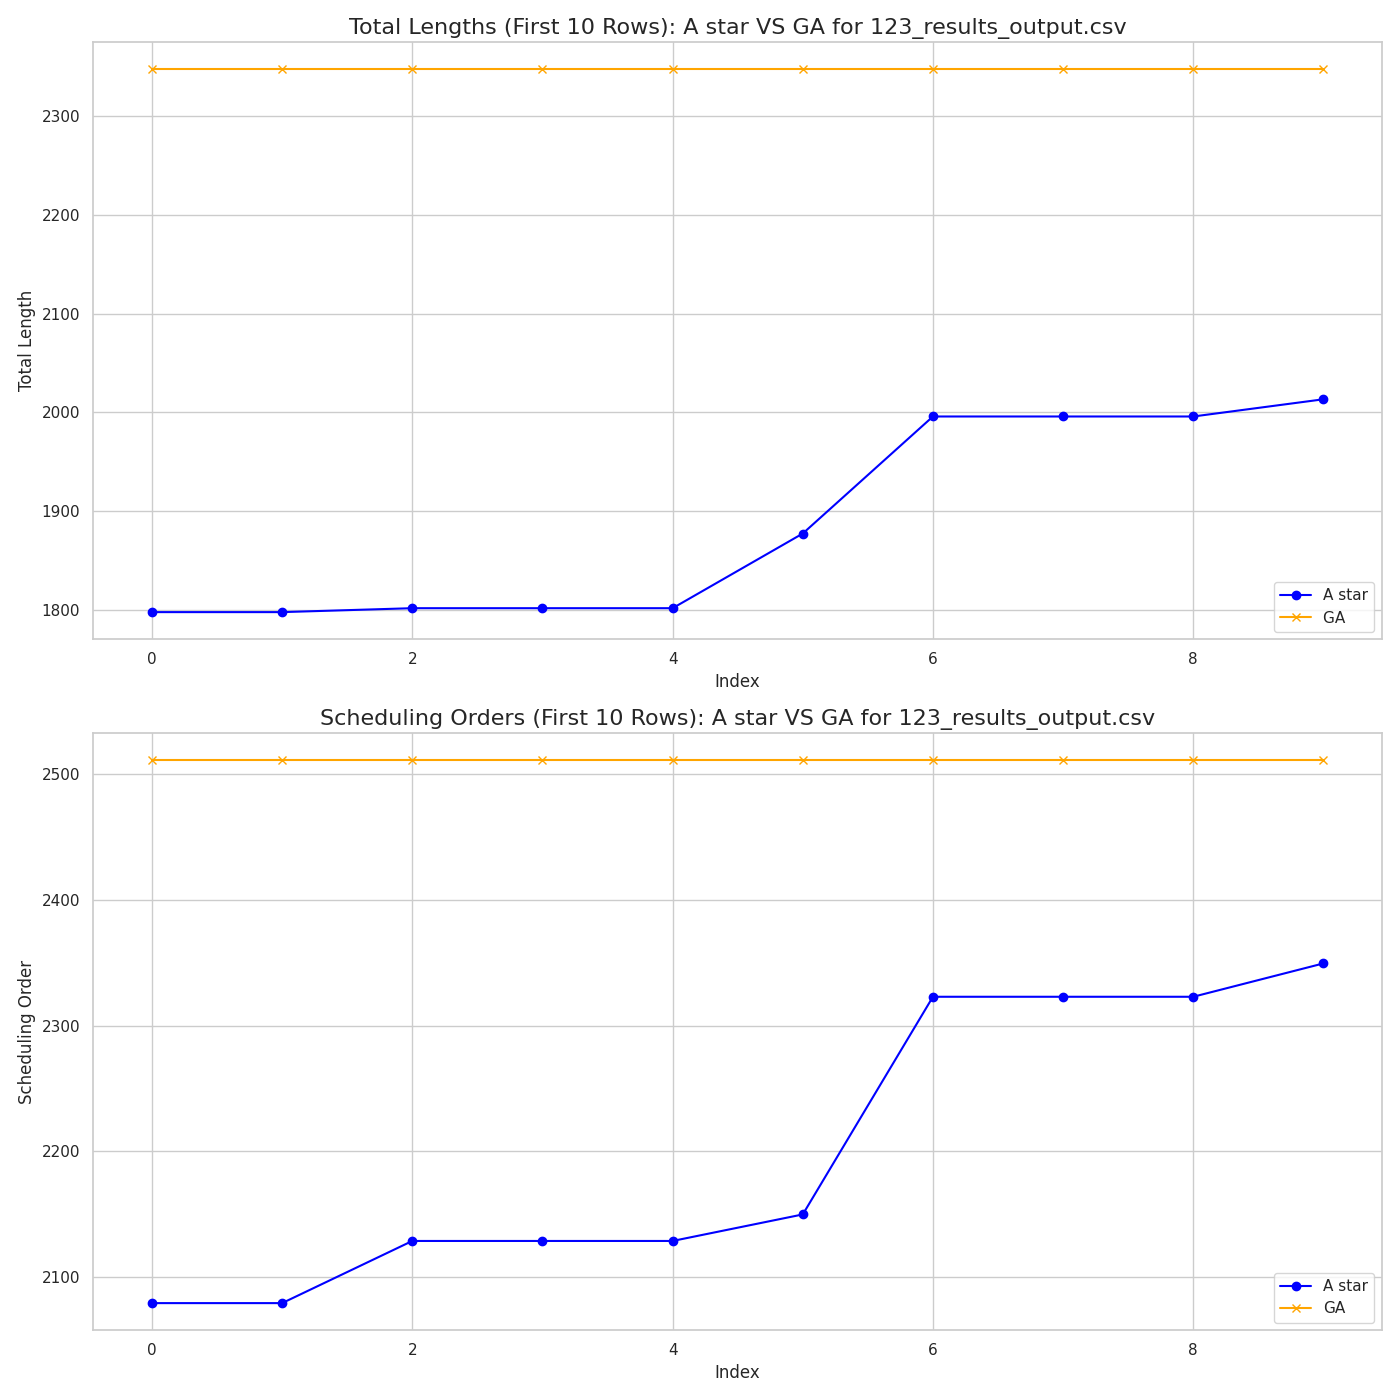 Total Lengths (First 10 Rows): A star VS GA for 123_results_output.csv
2300
2200
2100
2000
1900
1800
Total Length
A star
GA
0 2 4 6 8
Index
Scheduling Orders (First 10 Rows): A star VS GA for 123_results_output.csv
2500
2400
2300
2200
2100
Scheduling Order
A star
GA
0 2 4 6 8
Index